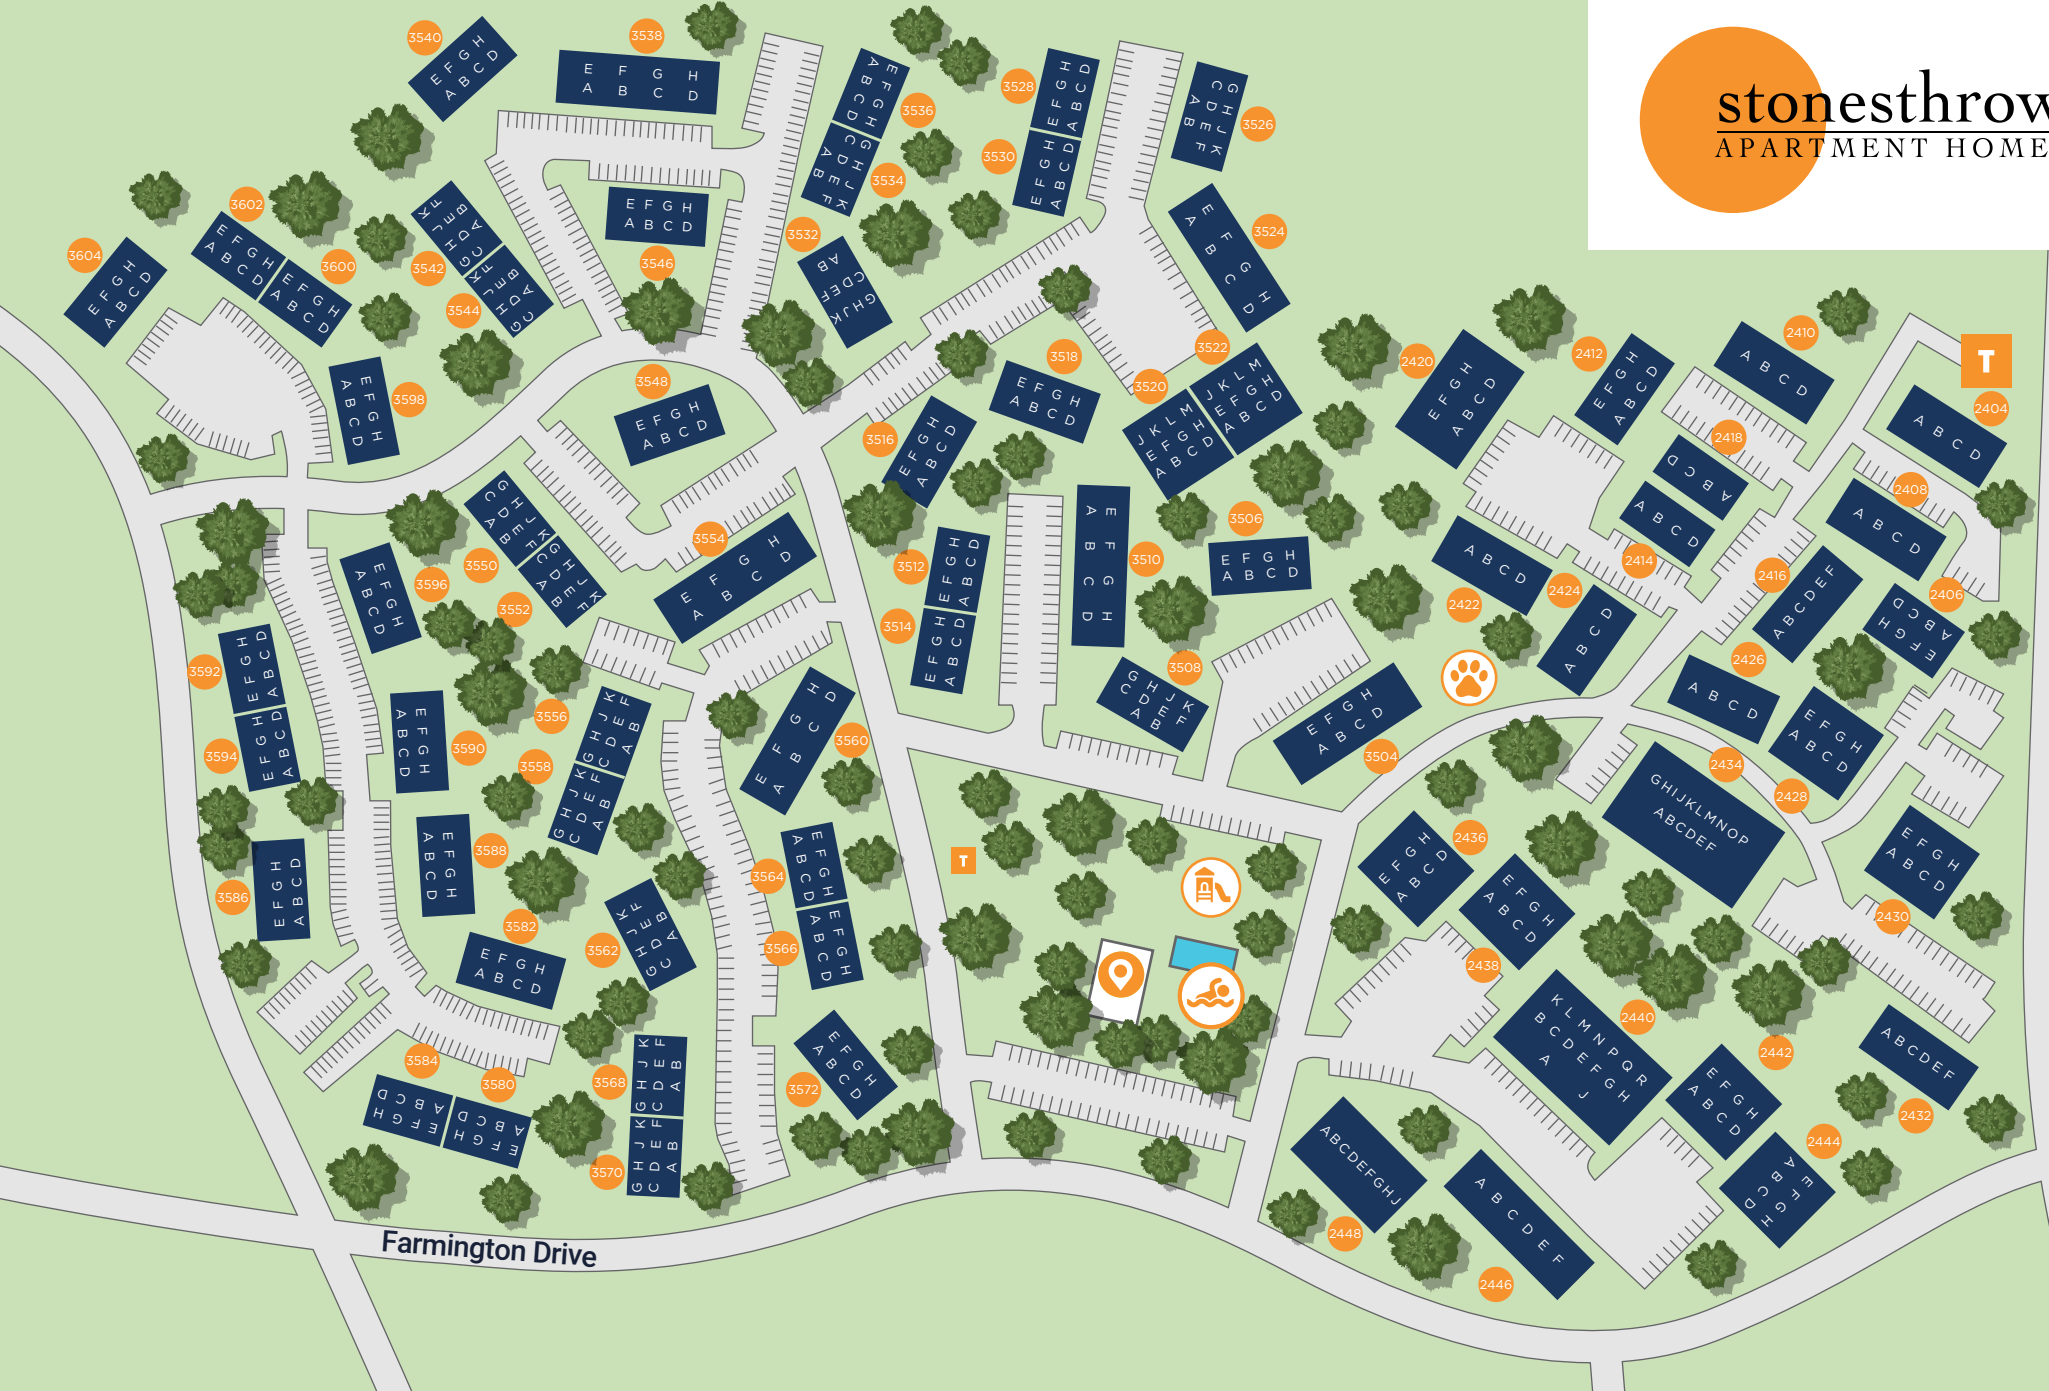 stonesthrow
APARTMENT HOME
3540
E F G H
A B C D
3538
E F G H
A B C D
3536
E F G H
A B C D
3534
G H J K
C D E F
A B
3528
E F G H
A B C D
3530
E F G H
A B C D
3526
G H J K
C D E F
A B
3524
E F G H
A B C D
3532
A B
C D E F
G H J K
3546
E F G H
A B C D
3602
E F G H
A B C D
3600
E F G H
A B C D
3604
E F G H
A B C D
3542
K F
J E B
H D A
G C
3544
K F
J E B
H D A
G C
3598
E F G H
A B C D
3548
E F G H
A B C D
3518
E F G H
A B C D
3516
E F G H
A B C D
3520
J K L M
E F G H
A B C D
3522
J K L M
E F G H
A B C D
2420
E F G H
A B C D
2412
E F G H
A B C D
2410
A B C D
T
2404
A B C D
2418
A B C D
2414
A B C D
2408
A B C D
2416
A B C D E F
2406
A B C D
E F G H
2422
A B C D
2424
A B C D
2426
A B C D
2428
E F G H
A B C D
3550
G H J K
C D E F
A B
3552
G H J K
C D E F
A B
3554
E F G H
A B C D
3596
E F G H
A B C D
3512
E F G H
A B C D
3514
E F G H
A B C D
3510
E F G H
A B C D
3506
E F G H
A B C D
3508
G H J K
C D E F
A B
3504
E F G H
A B C D
3592
E F G H
A B C D
3594
E F G H
A B C D
3590
E F G H
A B C D
3588
E F G H
A B C D
3586
E F G H
A B C D
3556
G H J K
C D E F
A B
3558
G H J K
C D E F
A B
3560
E F G H
A B C D
3564
E F G H
A B C D
3566
E F G H
A B C D
3562
K F
J E B
H D A
G C
3582
E F G H
A B C D
3584
A B C D
E F G H
3580
A B C D
E F G H
3568
G H J K
C D E F
A B
3570
G H J K
C D E F
A B
3572
E F G H
A B C D
T
2434
GHIJKLMNOP
ABCDEF
2436
E F G H
A B C D
2438
E F G H
A B C D
2430
E F G H
A B C D
2440
K L M N P Q R
B C D E F G H
A J
2442
E F G H
A B C D
2432
A B C D E F
2444
E F G H
A B C D
2448
ABCDEFGHJ
2446
A B C D E F
Farmington Drive